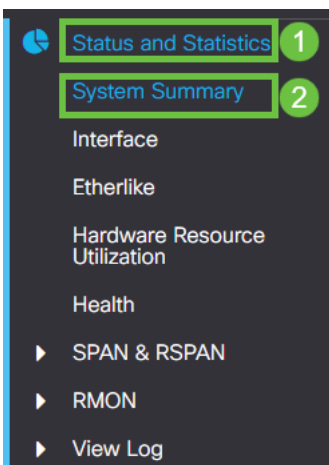 Status and Statistics 1
System Summary 2
Interface
Etherlike
Hardware Resource
Utilization
Health
SPAN & RSPAN
RMON
View Log